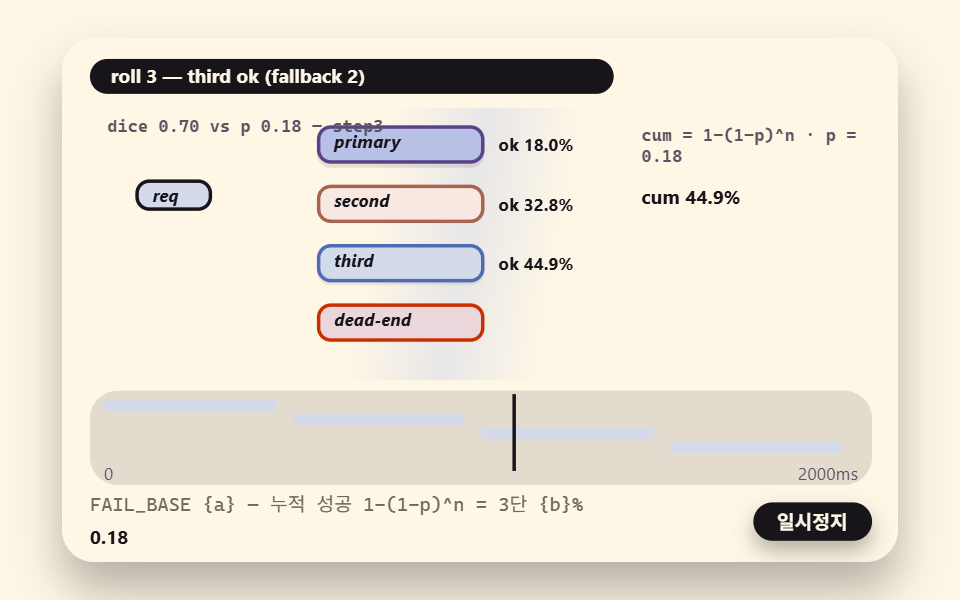 roll 3 — third ok (fallback 2)
dice 0.70 vs p 0.18 — step3
primary
ok 18.0%
cum = 1−(1−p)^n · p =
0.18
req
second
ok 32.8%
cum 44.9%
third
ok 44.9%
dead-end
0
2000ms
FAIL_BASE {a} — 누적 성공 1−(1−p)^n = 3단 {b}%
0.18
일시정지